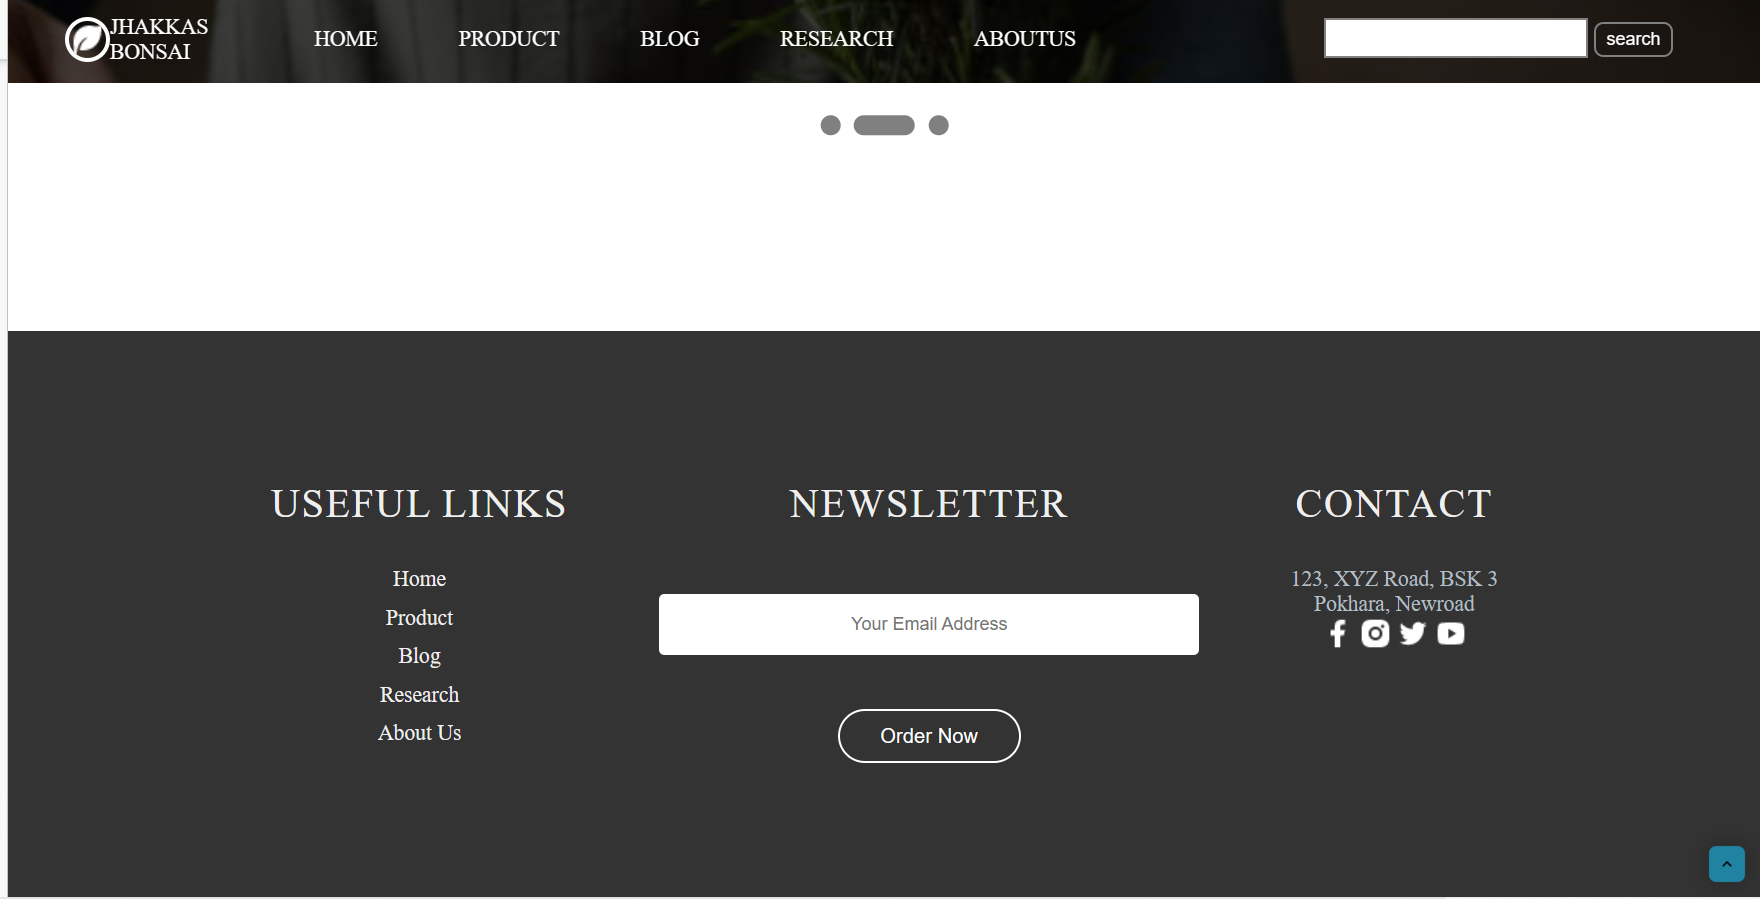 JHAKKAS
BONSAI
HOME
PRODUCT
BLOG
RESEARCH
ABOUTUS
search
USEFUL LINKS
Home
Product
Blog
Research
About Us
NEWSLETTER
Your Email Address
Order Now
CONTACT
123, XYZ Road, BSK 3
Pokhara, Newroad